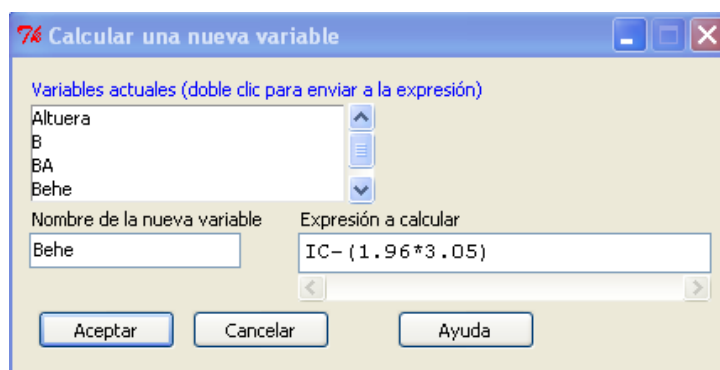 Calcular una nueva variable
Variables actuales (doble clic para enviar a la expresión)
Altuera
B
BA
Behe
Nombre de la nueva variable
Expresión a calcular
Behe
IC-(1.96*3.05)
Aceptar
Cancelar
Ayuda